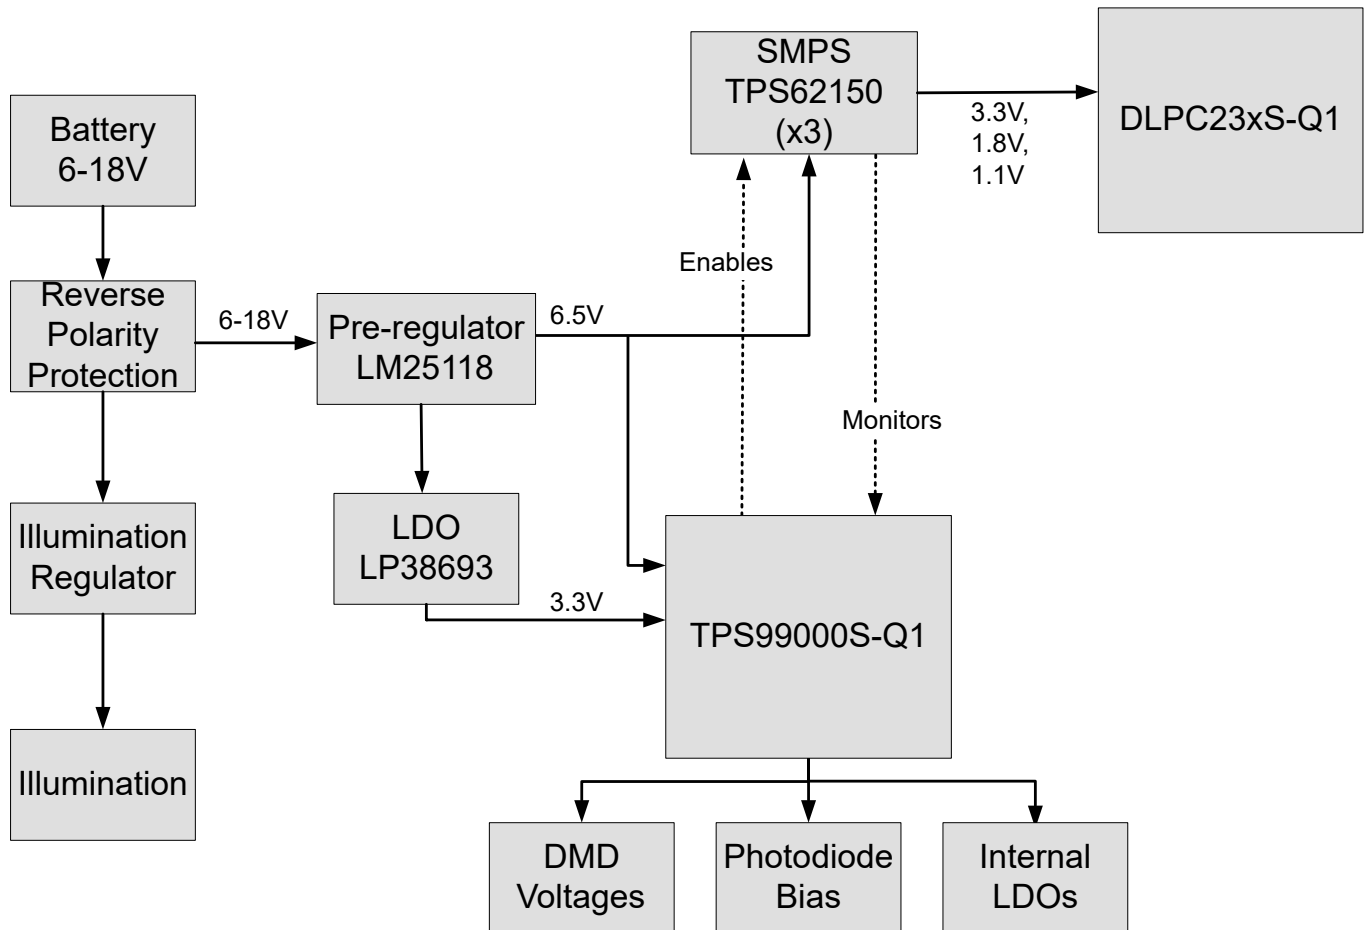 SMPS
TPS62150
(x3)
DLPC23xS-Q1
3.3V,
1.8V,
1.1V
Battery
6-18V
Enables
Reverse
Polarity
Protection
6-18V
Pre-regulator
LM25118
6.5V
Monitors
LDO
LP38693
Illumination
Regulator
3.3V
TPS99000S-Q1
Illumination
DMD
Voltages
Photodiode
Bias
Internal
LDOs